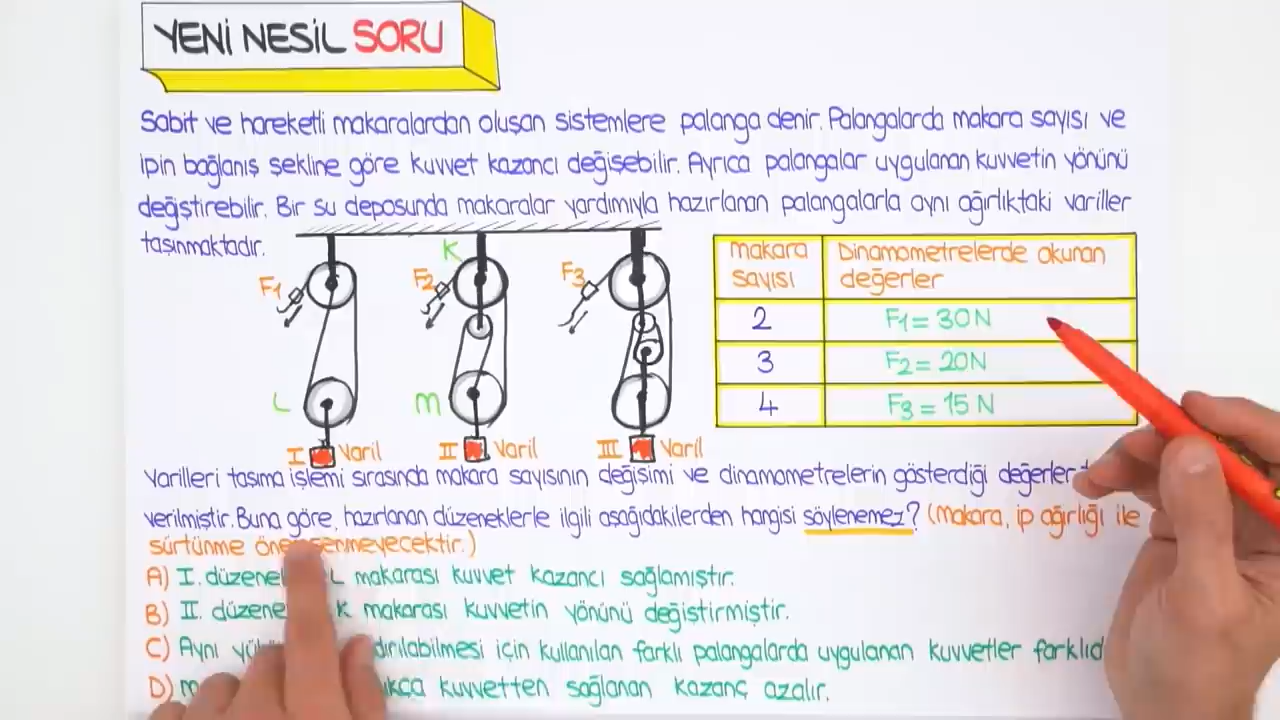 YENİ NESİL SORU
Sabit ve hareketli makaralardan oluşan sistemlere palanga denir. Palangalarda makara sayısı ve
ipin bağlanış şekline göre kuvvet kazancı değişebilir. Ayrıca palangalar uygulanan kuvvetin yönünü
değiştirebilir. Bir su deposunda makaralar yardımıyla hazırlanan palangalarla aynı ağırlıktaki variller
taşınmaktadır.
F1
K
F2
F3
L
M
I Varil
II Varil
III Varil
makara sayısı Dinamometrelerde okunan değerler
2 F1 = 30N
3 F2 = 20N
4 F3 = 15 N
Varilleri taşıma işlemi sırasında makara sayısının değişimi ve dinamometrelerin gösterdiği değerler
verilmiştir. Buna göre, hazırlanan düzeneklerle ilgili aşağıdakilerden hangisi söylenemez? (makara, ip ağırlığı ile
sürtünme önemsenmeyecektir.)
A) I. L makarası kuvvet kazancı sağlamıştır.
B) II. K makarası kuvvetin yönünü değiştirmiştir.
C) Aynı için kullanılan farklı palangalarda uygulanan kuvvetler
D) kuvvetten sağlanan kazanç azalır.